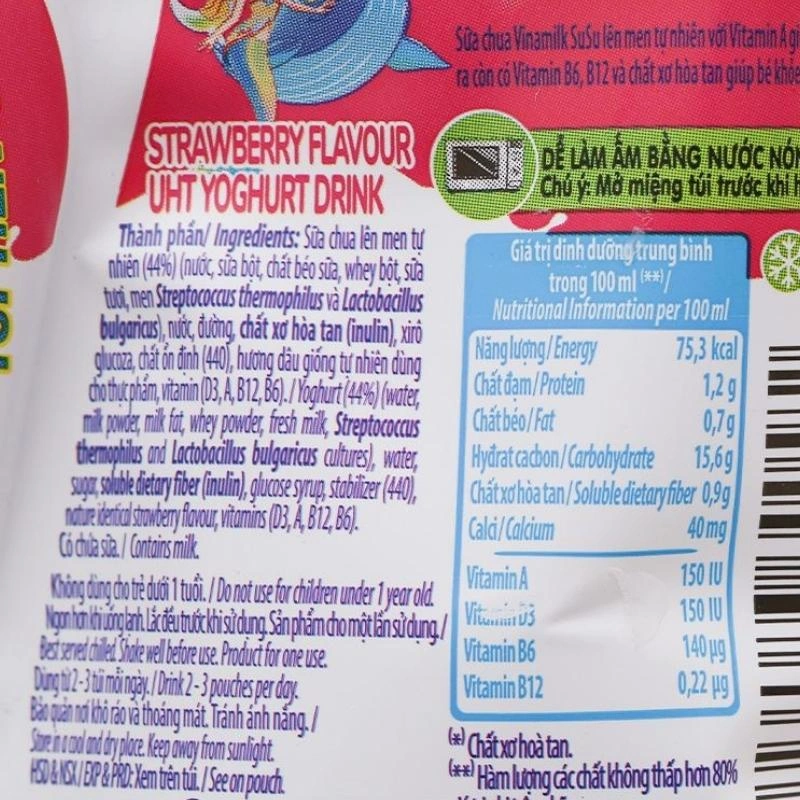 Sữa chua Vinamilk SuSu lên men tự nhiên với Vitamin A
ra còn có Vitamin B6, B12 và chất xơ hòa tan giúp bé
STRAWBERRY FLAVOUR
UHT YOGHURT DRINK
DỄ LÀM ẤM BẰNG NƯỚC
Chú ý: Mở miệng túi trước khi
Thành phần/ Ingredients: Sữa chua lên men tự
nhiên (44%) (nước, sữa bột, chất béo sữa, whey bột, sữa
tươi, men Streptococcus thermophilus và Lactobacillus
bulgaricus), nước, đường, chất xơ hòa tan (inulin), xirô
glucoza, chất ổn định (440), hương dâu giống tự nhiên dùng
cho thực phẩm, vitamin (D3, A, B12, B6). / Yoghurt (44%) (water,
milk powder, milk fat, whey powder, fresh milk, Streptococcus
thermophilus and Lactobacillus bulgaricus cultures), water,
sugar, soluble dietary fiber (inulin), glucose syrup, stabilizer (440),
nature identical strawberry flavour, vitamins (D3, A, B12, B6).
Có chứa sữa. / Contains milk.
Không dùng cho trẻ dưới 1 tuổi. / Do not use for children under 1 year old.
Ngon hơn khi uống lạnh. Lắc đều trước khi sử dụng. Sản phẩm cho một lần sử dụng. /
Best served chilled. Shake well before use. Product for one use.
Dùng từ 2 - 3 túi mỗi ngày. / Drink 2 - 3 pouches per day.
Bảo quản nơi khô ráo và thoáng mát. Tránh ánh nắng. /
Store in a cool and dry place. Keep away from sunlight.
HSD & NSX / EXP & PRD: Xem trên túi. / See on pouch.
Giá trị dinh dưỡng trung bình
trong 100 ml (**) /
Nutritional Information per 100 ml
Năng lượng / Energy 75,3 kcal
Chất đạm / Protein 1,2 g
Chất béo / Fat 0,7 g
Hyđrat cacbon / Carbohydrate 15,6 g
Chất xơ hòa tan / Soluble dietary fiber 0,9 g
Calci / Calcium 40 mg
Vitamin A 150 IU
Vitamin D3 150 IU
Vitamin B6 140 µg
Vitamin B12 0,22 µg
(*) Chất xơ hoà tan.
(**) Hàm lượng các chất không thấp hơn 80%